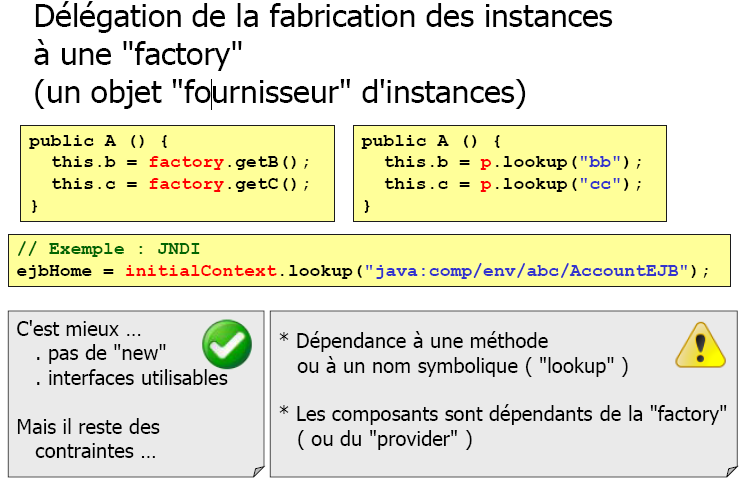 Délégation de la fabrication des instances
à une "factory"
(un objet "fournisseur" d'instances)
public A () {
this.b = factory.getB();
this.c = factory.getC();
}
public A () {
this.b = p.lookup("bb");
this.c = p.lookup("cc");
}
// Exemple : JNDI
ejbHome = initialContext.lookup("java:comp/env/abc/AccountEJB");
C'est mieux ...
. pas de "new"
. interfaces utilisables
Mais il reste des
contraintes ...
* Dépendance à une méthode
ou à un nom symbolique ( "lookup" )
* Les composants sont dépendants de la "factory"
( ou du "provider" )